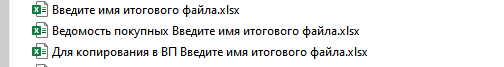 Введите имя итогового файла.xlsx
Ведомость покупных Введите имя итогового файла.xlsx
Для копирования в ВП Введите имя итогового файла.xlsx